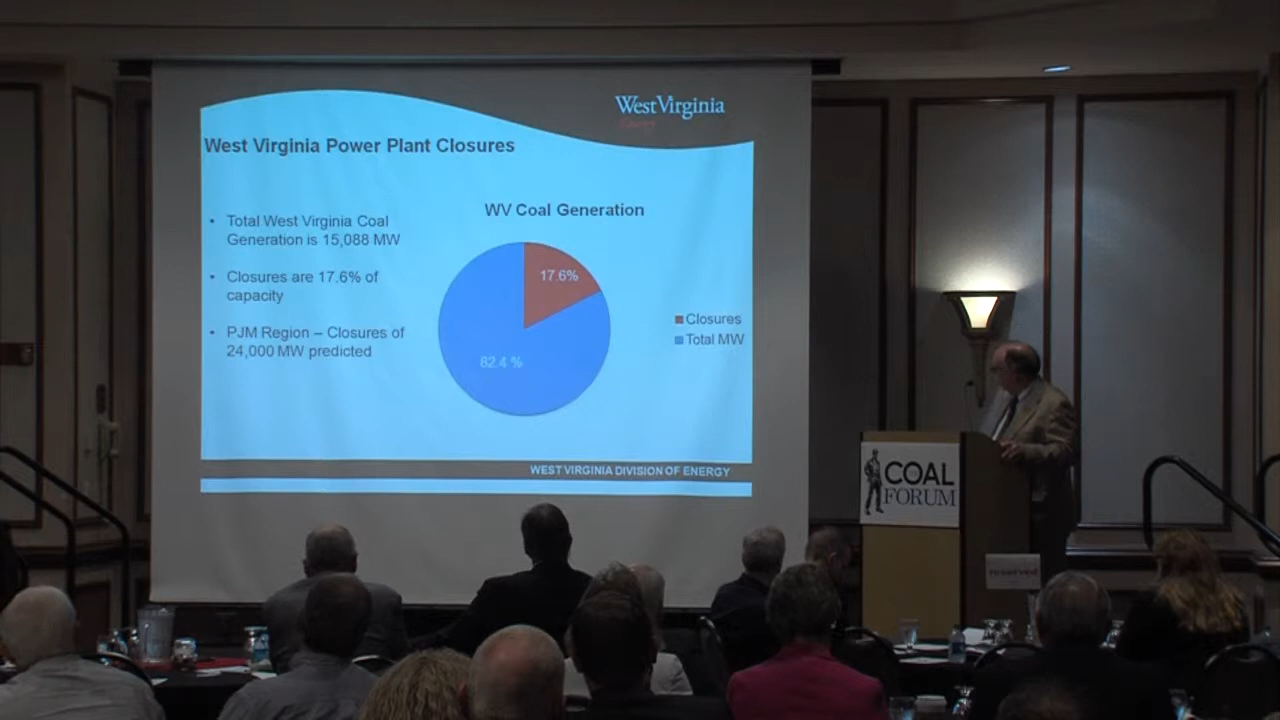 West Virginia
West Virginia Power Plant Closures
• Total West Virginia Coal
Generation is 15,088 MW
• Closures are 17.6% of
capacity
• PJM Region – Closures of
24,000 MW predicted
WV Coal Generation
17.6%
82.4 %
Closures
Total MW
WEST VIRGINIA DIVISION OF ENERGY
COAL
FORUM
reserved